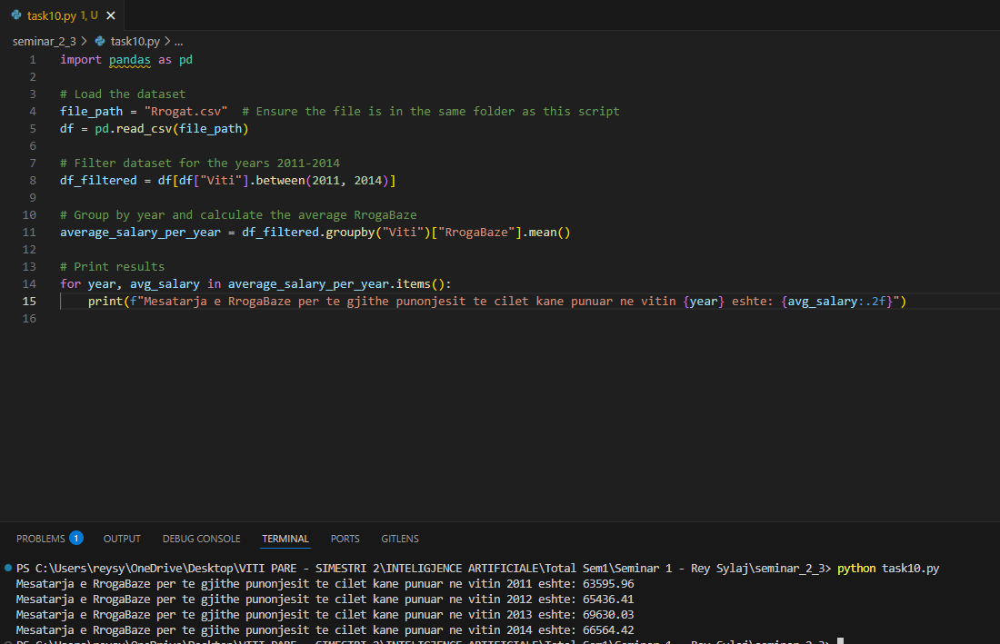 task10.py 1, U
seminar_2_3 > task10.py > ...
1 import pandas as pd
2
3 # Load the dataset
4 file_path = "Rrogat.csv"  # Ensure the file is in the same folder as this script
5 df = pd.read_csv(file_path)
6
7 # Filter dataset for the years 2011-2014
8 df_filtered = df[df["Viti"].between(2011, 2014)]
9
10 # Group by year and calculate the average RrogaBaze
11 average_salary_per_year = df_filtered.groupby("Viti")["RrogaBaze"].mean()
12
13 # Print results
14 for year, avg_salary in average_salary_per_year.items():
15     print(f"Mesatarja e RrogaBaze per te gjithe punonjesit te cilet kane punuar ne vitin {year} eshte: {avg_salary:.2f}")
16
PROBLEMS 1 OUTPUT DEBUG CONSOLE TERMINAL PORTS GITLENS
PS C:\Users\reysy\OneDrive\Desktop\VITI PARE - SIMESTRI 2\INTELIGJENCE ARTIFICIALE\Total Sem1\Seminar 1 - Rey Sylaj\seminar_2_3> python task10.py
Mesatarja e RrogaBaze per te gjithe punonjesit te cilet kane punuar ne vitin 2011 eshte: 63595.96
Mesatarja e RrogaBaze per te gjithe punonjesit te cilet kane punuar ne vitin 2012 eshte: 65436.41
Mesatarja e RrogaBaze per te gjithe punonjesit te cilet kane punuar ne vitin 2013 eshte: 69630.03
Mesatarja e RrogaBaze per te gjithe punonjesit te cilet kane punuar ne vitin 2014 eshte: 66564.42
PS C:\Users\reysy\OneDrive\Desktop\VITI PARE - SIMESTRI 2\INTELIGJENCE ARTIFICIALE\Total Sem1\Seminar 1 - Rey Sylaj\seminar_2_3>